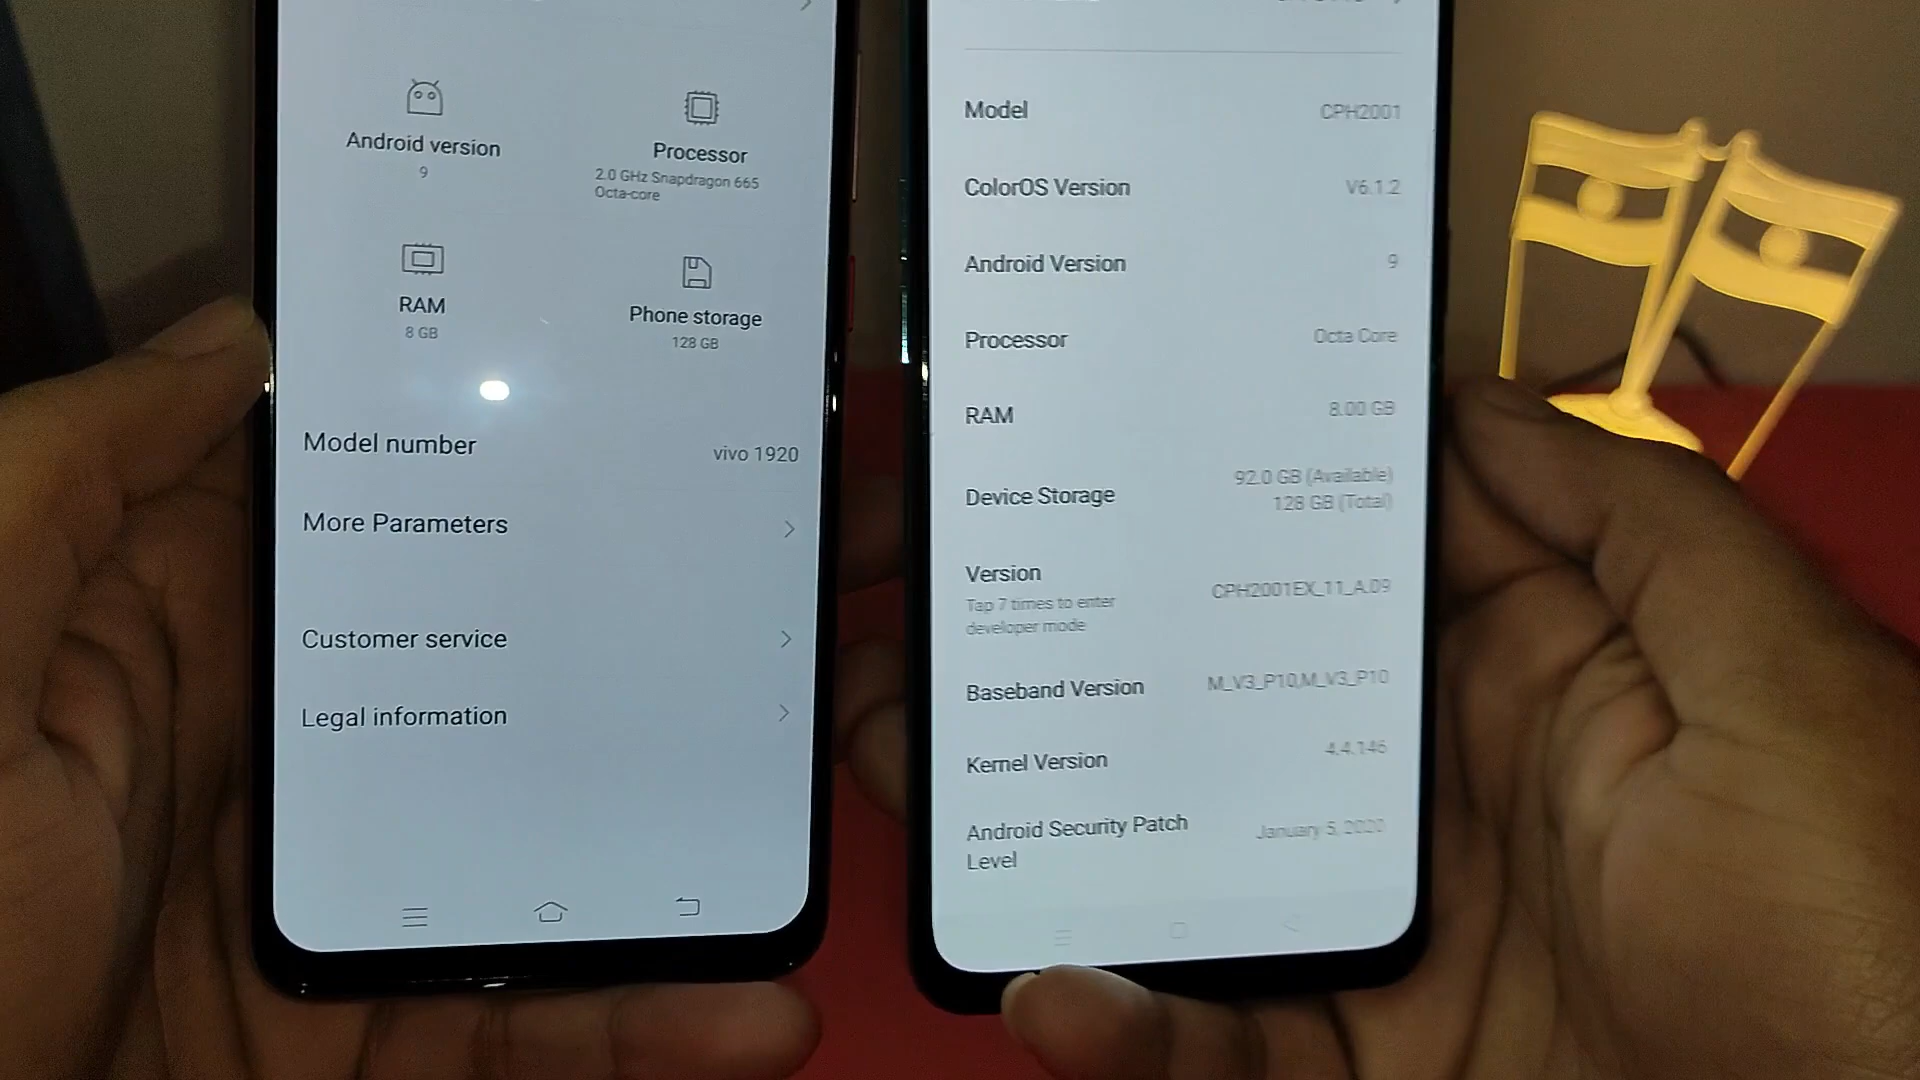 Android version
9
Processor
2.0 GHz Snapdragon 665
Octa-core
RAM
8 GB
Phone storage
128 GB
Model number
vivo 1920
More Parameters
Customer service
Legal information
Model
CPH2001
ColorOS Version
V6.1.2
Android Version
9
Processor
Octa Core
RAM
8.00 GB
Device Storage
92.0 GB (Available)
128 GB (Total)
Version
Tap 7 times to enter
developer mode
CPH2001EX_11_A.09
Baseband Version
M_V3_P10,M_V3_P10
Kernel Version
4.4.146
Android Security Patch
Level
January 5, 2020